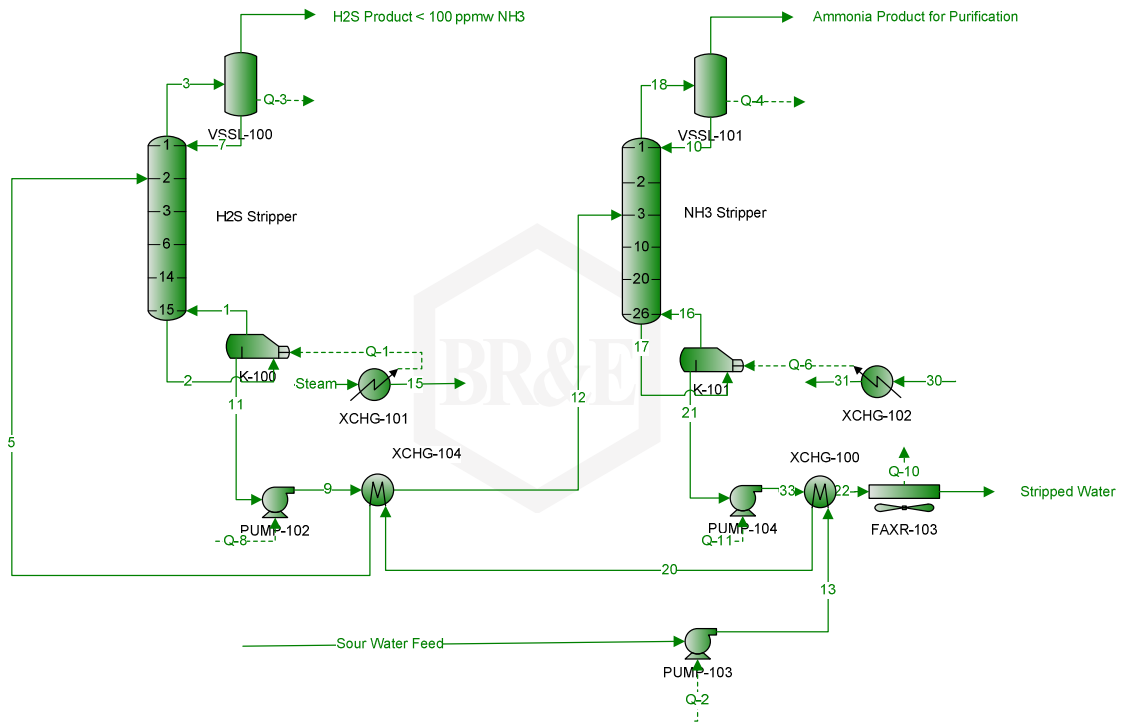 H2S Product < 100 ppmw NH3
Ammonia Product for Purification
3
Q-3
VSSL-100
7
1
2
3
6
14
15
H2S Stripper
18
Q-4
VSSL-101
10
1
2
3
10
20
26
NH3 Stripper
1
Q-1
K-100
2
Steam
15
XCHG-101
11
5
12
16
17
Q-6
K-101
31
30
XCHG-102
21
BR&E
XCHG-104
9
PUMP-102
Q-8
XCHG-100
33
22
Q-10
Stripped Water
FAXR-103
PUMP-104
Q-11
20
13
Sour Water Feed
PUMP-103
Q-2